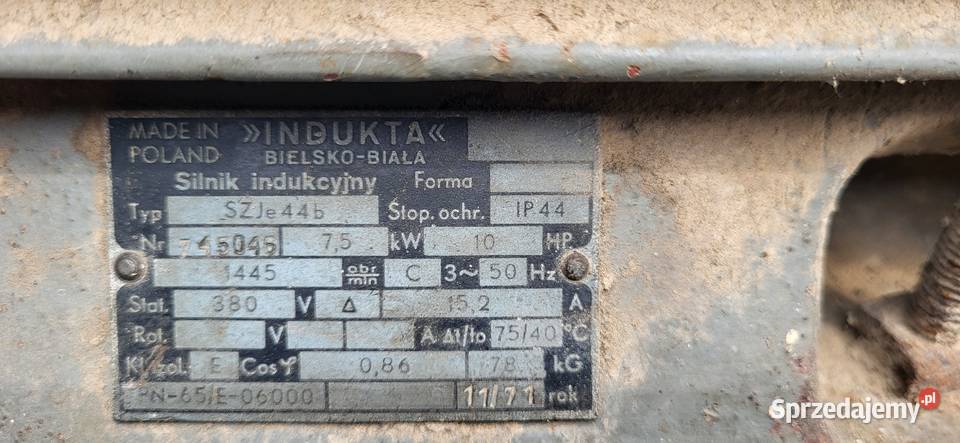 MADE IN »INDUKTA«
POLAND BIELSKO-BIAŁA
Silnik indukcyjny Forma
Typ SZJe44b Stop. ochr. IP44
Nr 745045 7,5 kW 10 HP
1445 obr/min C 3~ 50 Hz
Stat. 380 V Δ 15,2 A
Rot. V A Δt/to 75/40 °C
Kl.izol. E Cos φ 0,86 78 kG
PN-65/E-06000 11/71 rok
Sprzedajemy.pl